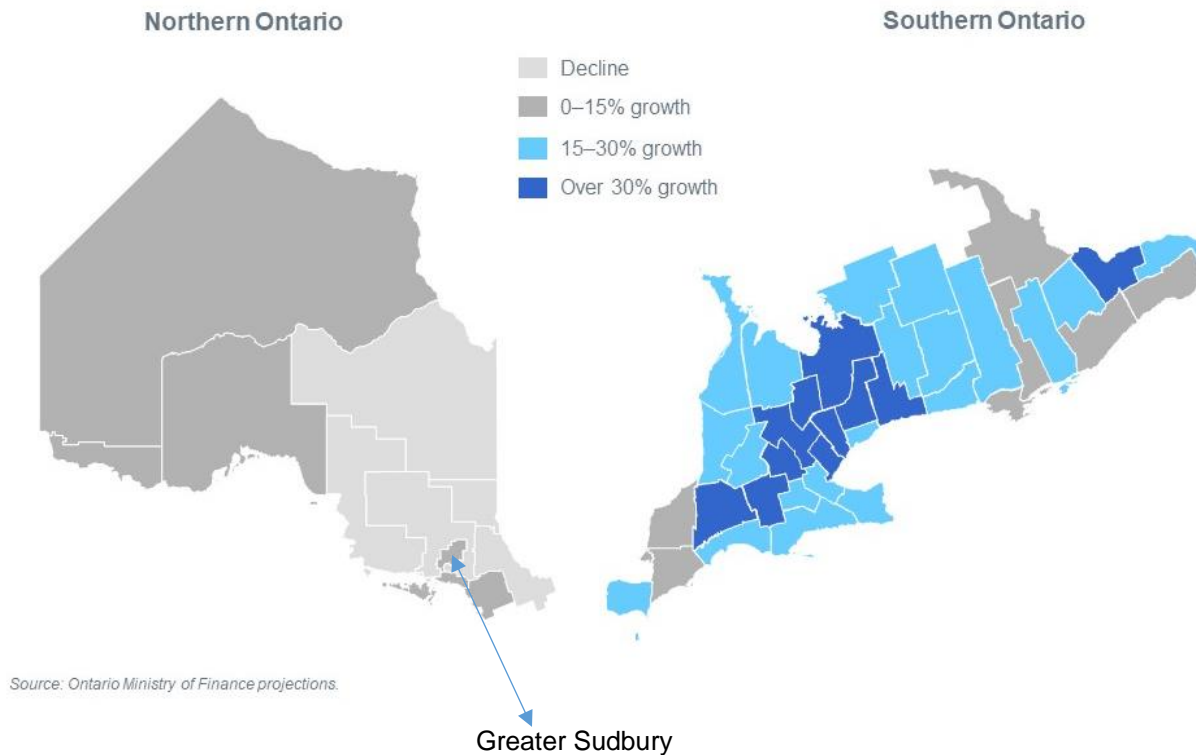 Northern Ontario
Southern Ontario
Decline
0–15% growth
15–30% growth
Over 30% growth
Source: Ontario Ministry of Finance projections.
Greater Sudbury